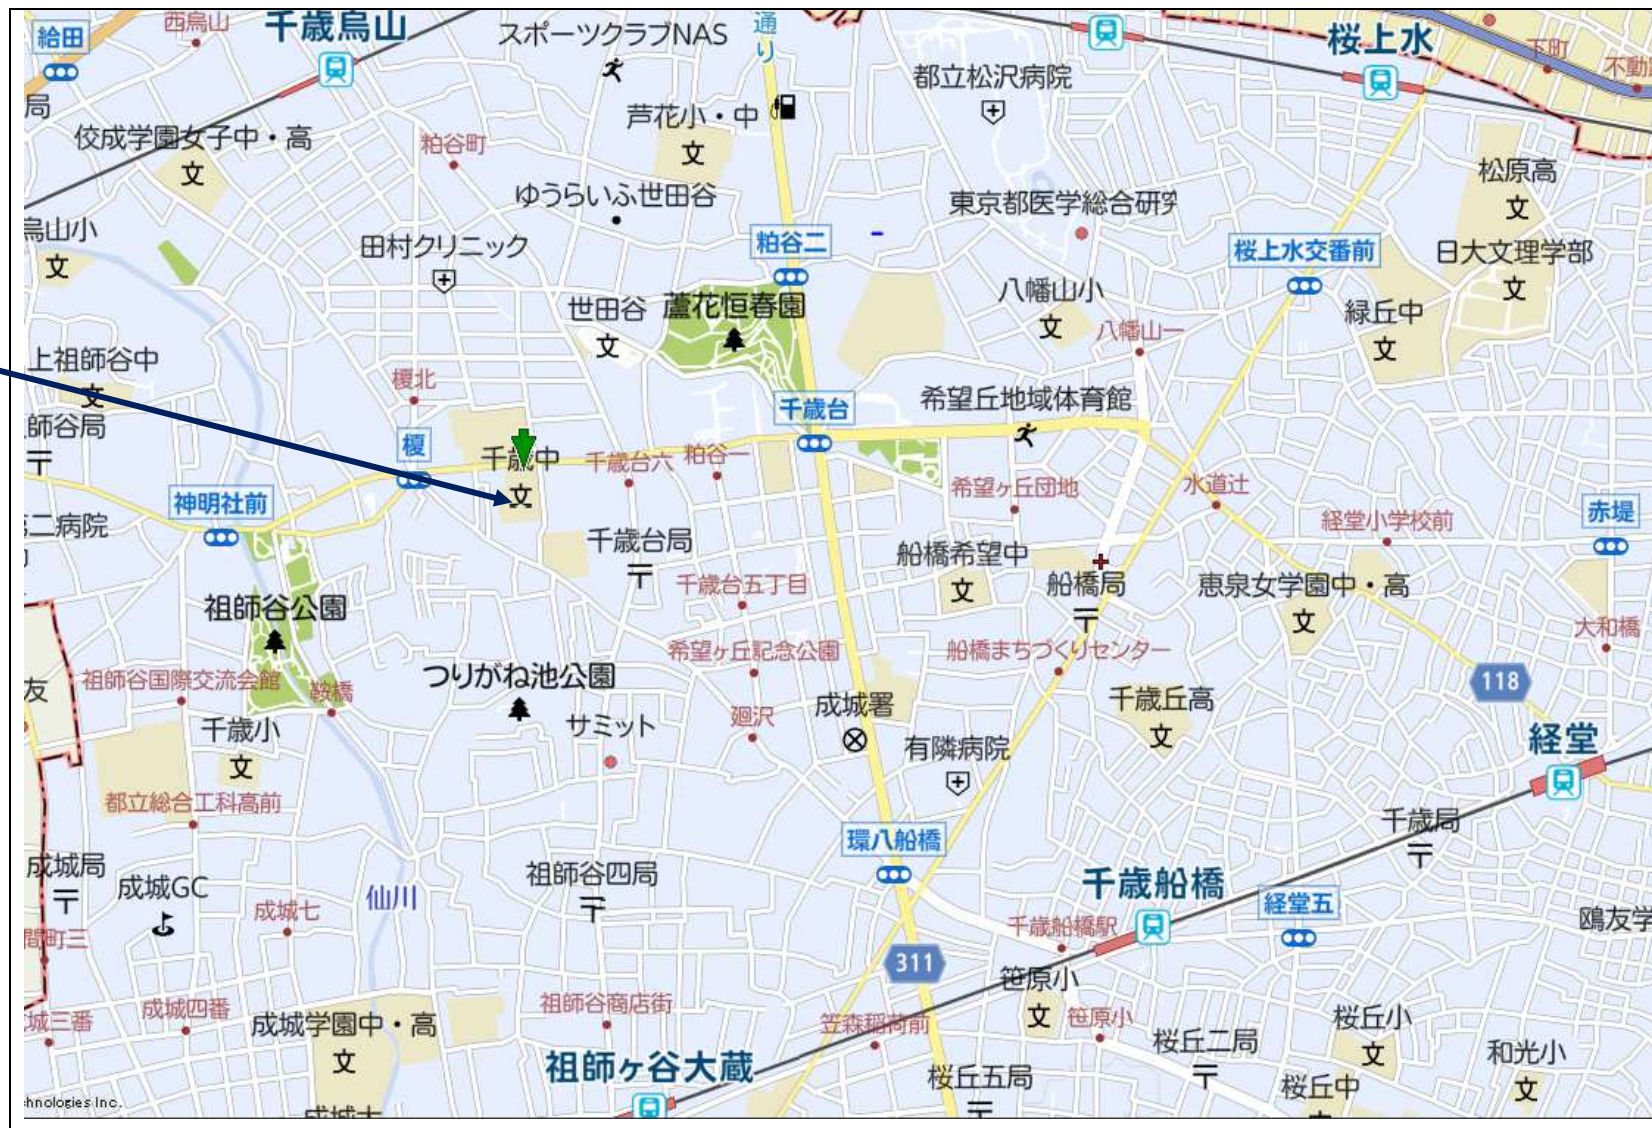 給田
西烏山
千歳烏山
スポーツクラブNAS
通り
桜上水
下町
都立松沢病院
局
芦花小・中
佼成学園女子中・高
粕谷町
松原高
ゆうらいふ世田谷
東京都医学総合研究
烏山小
田村クリニック
粕谷二
桜上水交番前
日大文理学部
世田谷
蘆花恒春園
八幡山小
緑丘中
八幡山一
上祖師谷中
榎北
千歳台
希望丘地域体育館
師谷局
榎
千歳中
千歳台六
粕谷一
希望ヶ丘団地
水道辻
神明社前
経堂小学校前
赤堤
二病院
千歳台局
船橋希望中
船橋局
恵泉女学園中・高
千歳台五丁目
祖師谷公園
大和橋
希望ヶ丘記念公園
船橋まちづくりセンター
友
祖師谷国際交流会館
鞍橋
つりがね池公園
118
千歳丘高
成城署
千歳小
サミット
廻沢
有隣病院
経堂
都立総合工科高前
千歳局
環八船橋
成城局
成城GC
仙川
祖師谷四局
千歳船橋
経堂五
成城七
千歳船橋駅
鴎友学
間町三
311
笹原小
城三番
成城四番
成城学園中・高
祖師谷商店街
笠森稲荷前
笹原小
桜丘二局
桜丘小
和光小
祖師ヶ谷大蔵
桜丘五局
桜丘中
hnologies Inc.